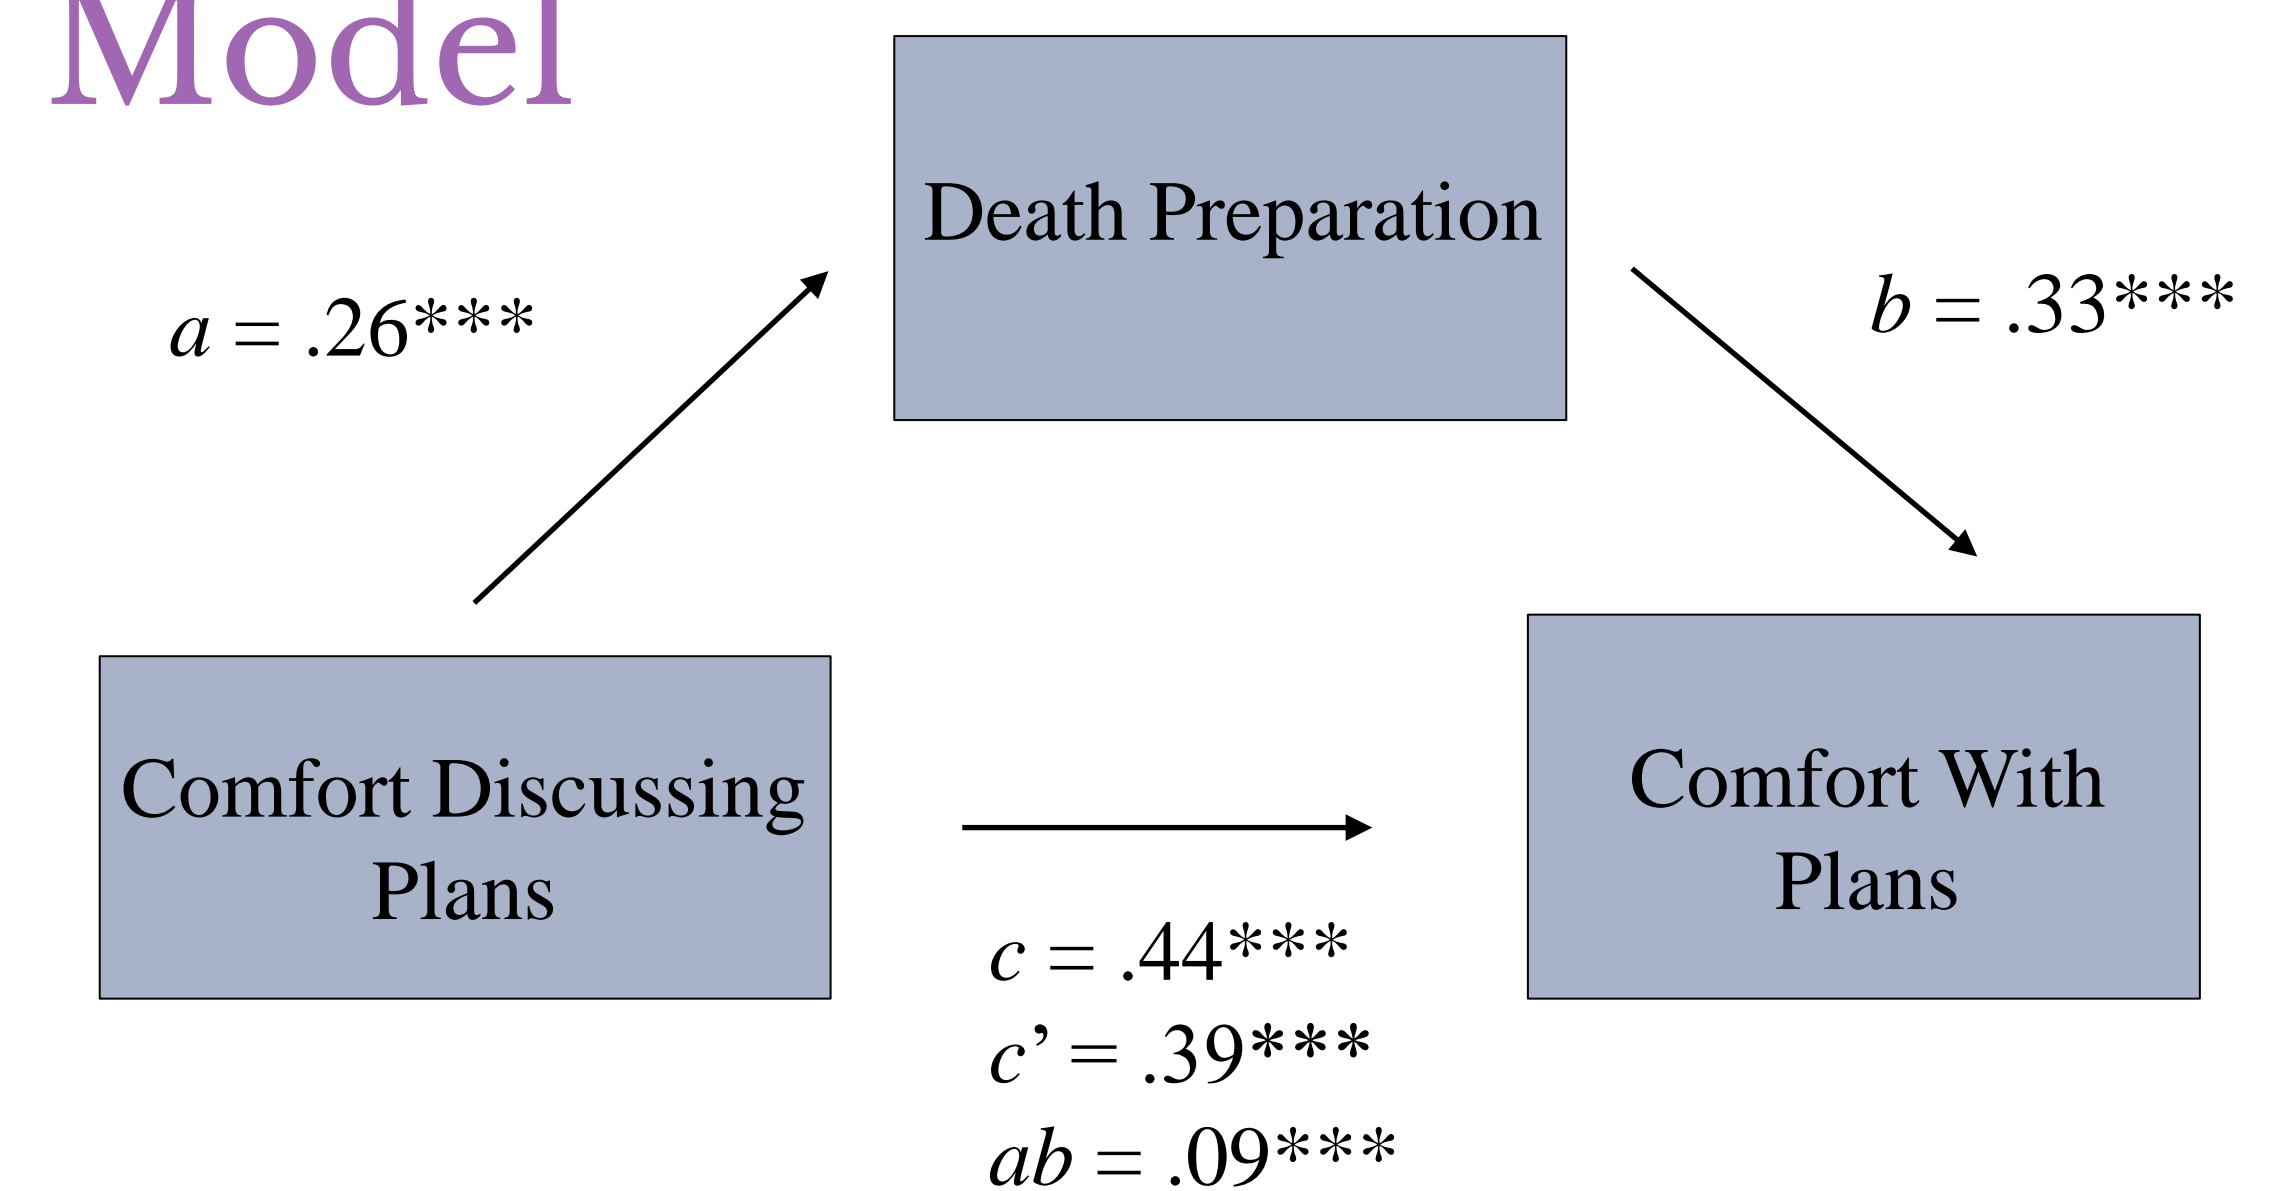 Model
Death Preparation
a = .26***
b = .33***
Comfort Discussing
Plans
Comfort With
Plans
c = .44***
c’ = .39***
ab = .09***